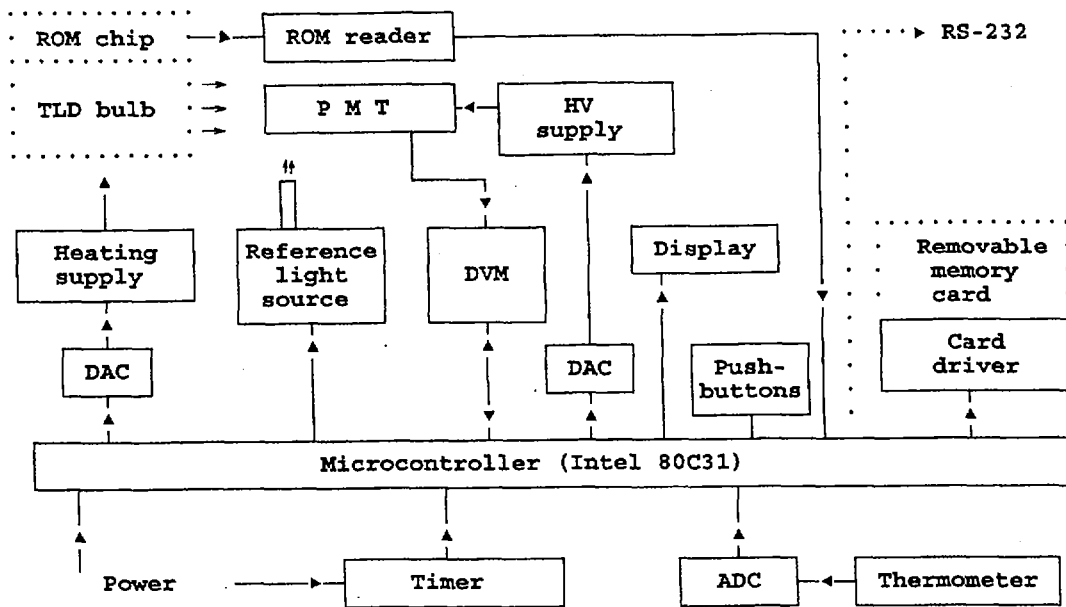 ROM chip
ROM reader
RS-232
TLD bulb
P M T
HV
supply
Heating
supply
Reference
light
source
DVM
Display
Removable
memory
card
DAC
DAC
Push-
buttons
Card
driver
Microcontroller (Intel 80C31)
Power
Timer
ADC
Thermometer